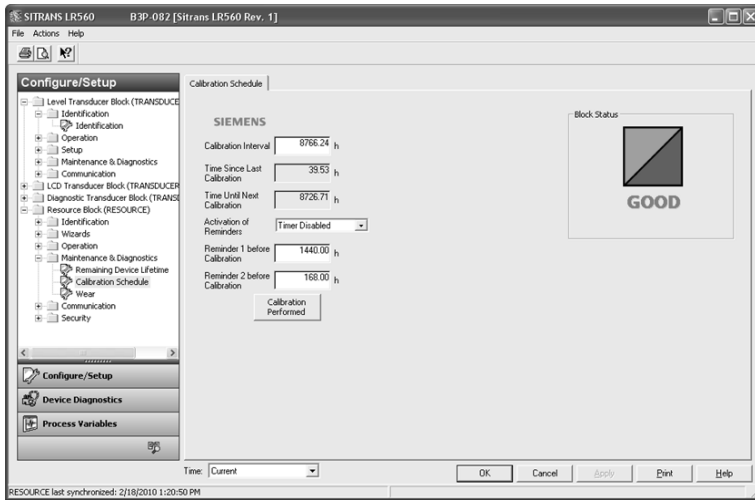 SITRANS LR560 B3P-082 [Sitrans LR560 Rev. 1]
File Actions Help
Configure/Setup
Level Transducer Block (TRANSDUCE
Identification
Identification
Operation
Setup
Maintenance & Diagnostics
Communication
LCD Transducer Block (TRANSDUCER
Diagnostic Transducer Block (TRANSI
Resource Block (RESOURCE)
Identification
Wizards
Operation
Maintenance & Diagnostics
Remaining Device Lifetime
Calibration Schedule
Wear
Communication
Security
Configure/Setup
Device Diagnostics
Process Variables
Calibration Schedule
SIEMENS
Calibration Interval 8766.24 h
Time Since Last
Calibration 39.53 h
Time Until Next
Calibration 8726.71 h
Activation of
Reminders Timer Disabled
Reminder 1 before
Calibration 1440.00 h
Reminder 2 before
Calibration 168.00 h
Calibration
Performed
Block Status
GOOD
Time: Current
OK Cancel Apply Print Help
RESOURCE last synchronized: 2/18/2010 1:20:50 PM